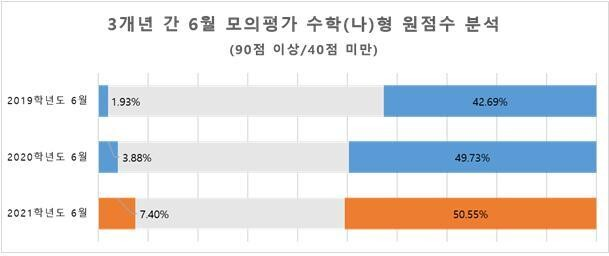 3개년 간 6월 모의평가 수학(나)형 원점수 분석
(90점 이상/40점 미만)
2019학년도 6월 1.93% 42.69%
2020학년도 6월 3.88% 49.73%
2021학년도 6월 7.40% 50.55%